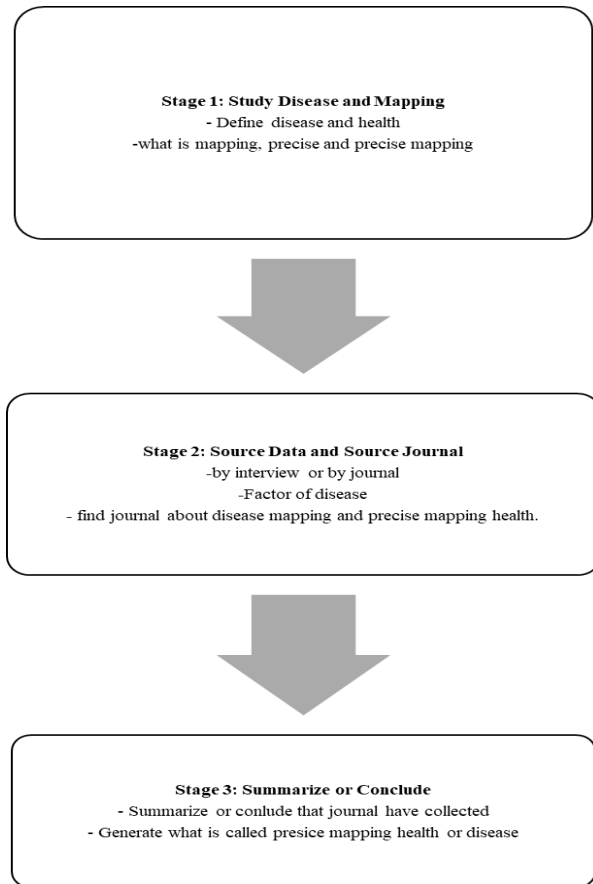 Stage 1: Study Disease and Mapping
- Define disease and health
-what is mapping, precise and precise mapping
Stage 2: Source Data and Source Journal
-by interview or by journal
-Factor of disease
- find journal about disease mapping and precise mapping health.
Stage 3: Summarize or Conclude
- Summarize or conlude that journal have collected
- Generate what is called presice mapping health or disease